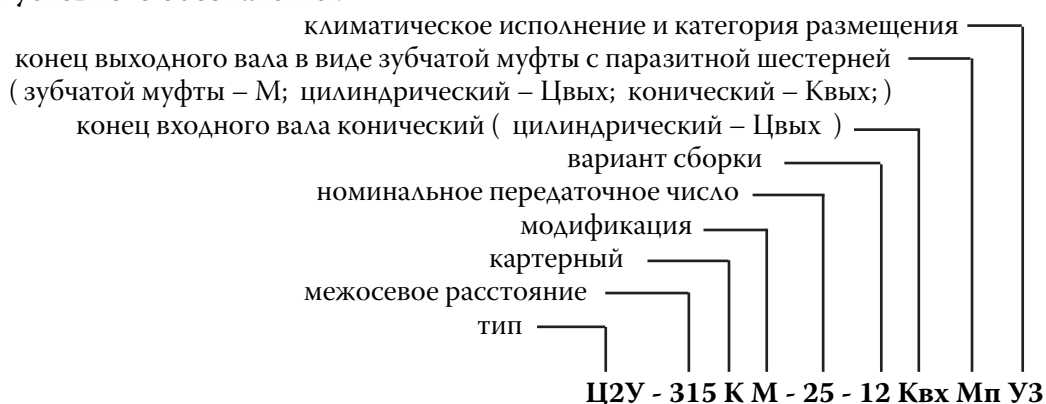 климатическое исполнение и категория размещения
конец выходного вала в виде зубчатой муфты с паразитной шестерней
( зубчатой муфты – М; цилиндрический – Цвых; конический – Квых; )
конец входного вала конический ( цилиндрический – Цвых )
вариант сборки
номинальное передаточное число
модификация
картерный
межосевое расстояние
тип
Ц2У - 315 К М - 25 - 12 Квх Мп У3